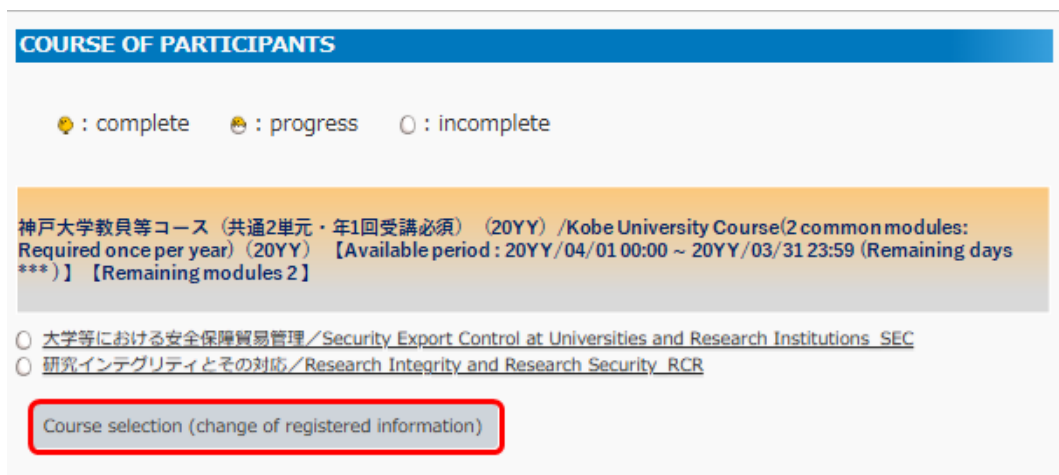 COURSE OF PARTICIPANTS
: complete : progress : incomplete
神戸大学教員等コース（共通2単元・年1回受講必須）（20YY）/Kobe University Course(2 common modules:
Required once per year)（20YY）【Available period : 20YY/04/01 00:00 ~ 20YY/03/31 23:59 (Remaining days
*** )】【Remaining modules 2】
大学等における安全保障貿易管理／Security Export Control at Universities and Research Institutions_SEC
研究インテグリティとその対応／Research Integrity and Research Security_RCR
Course selection (change of registered information)